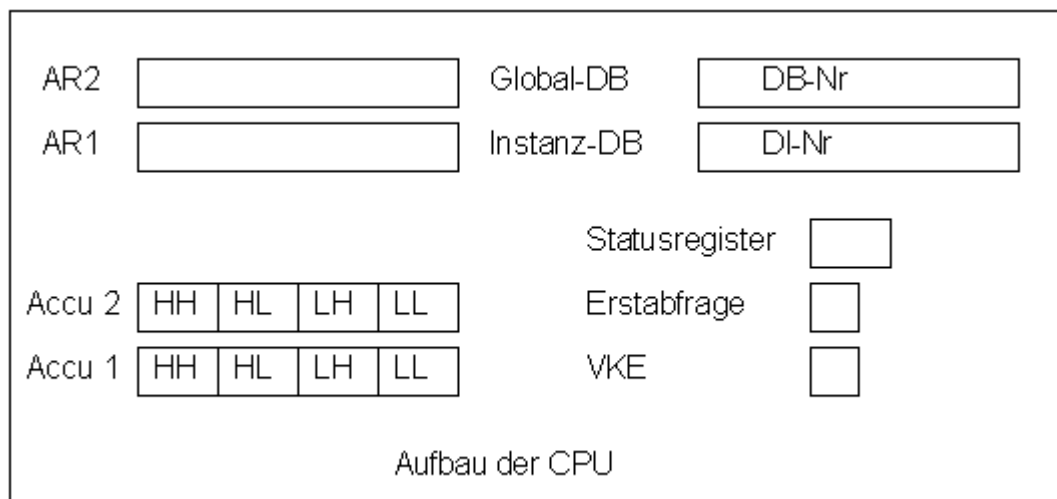 AR2 Global-DB DB-Nr
AR1 Instanz-DB DI-Nr
Statusregister
Accu 2 HH HL LH LL Erstabfrage
Accu 1 HH HL LH LL VKE
Aufbau der CPU